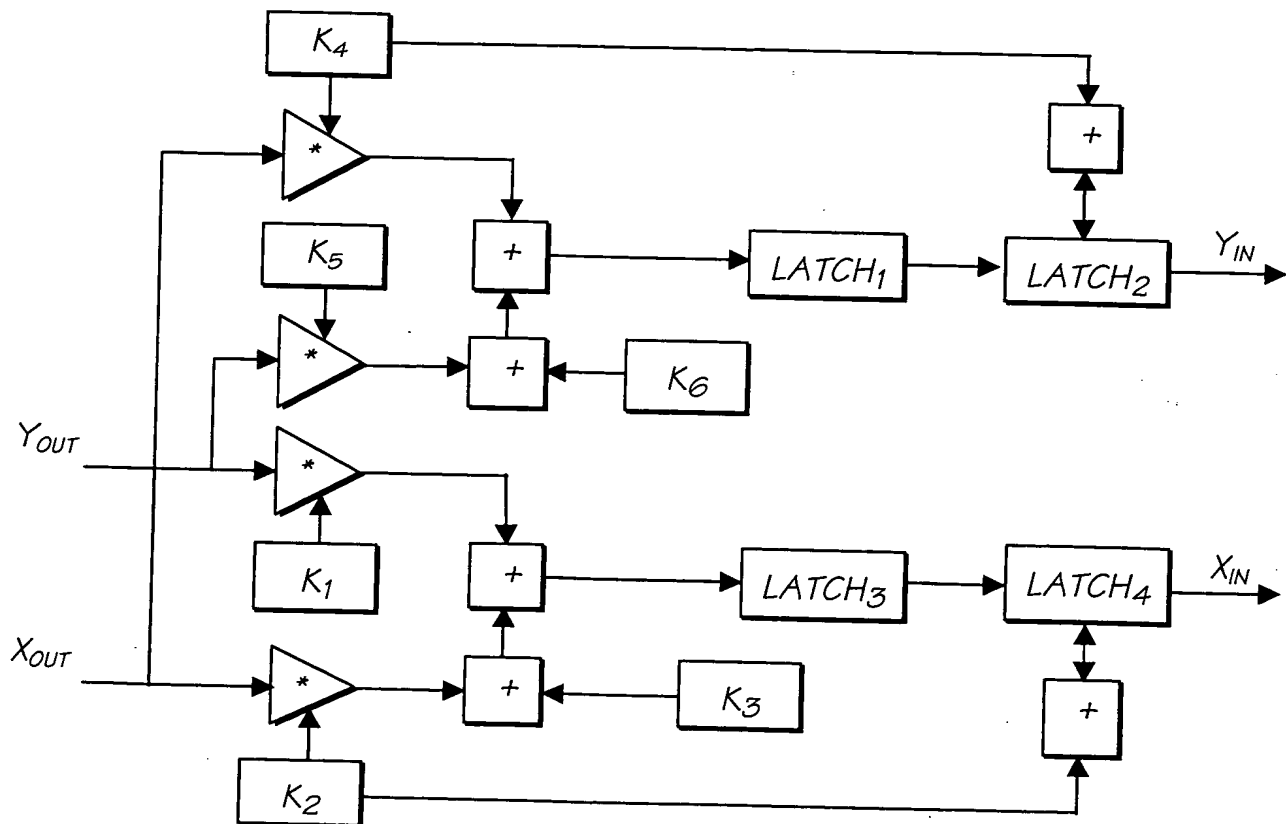 K4
*
+
K5
+
LATCH1
LATCH2
YIN
*
+
K6
YOUT
*
K1
+
LATCH3
LATCH4
XIN
XOUT
*
+
K3
+
K2